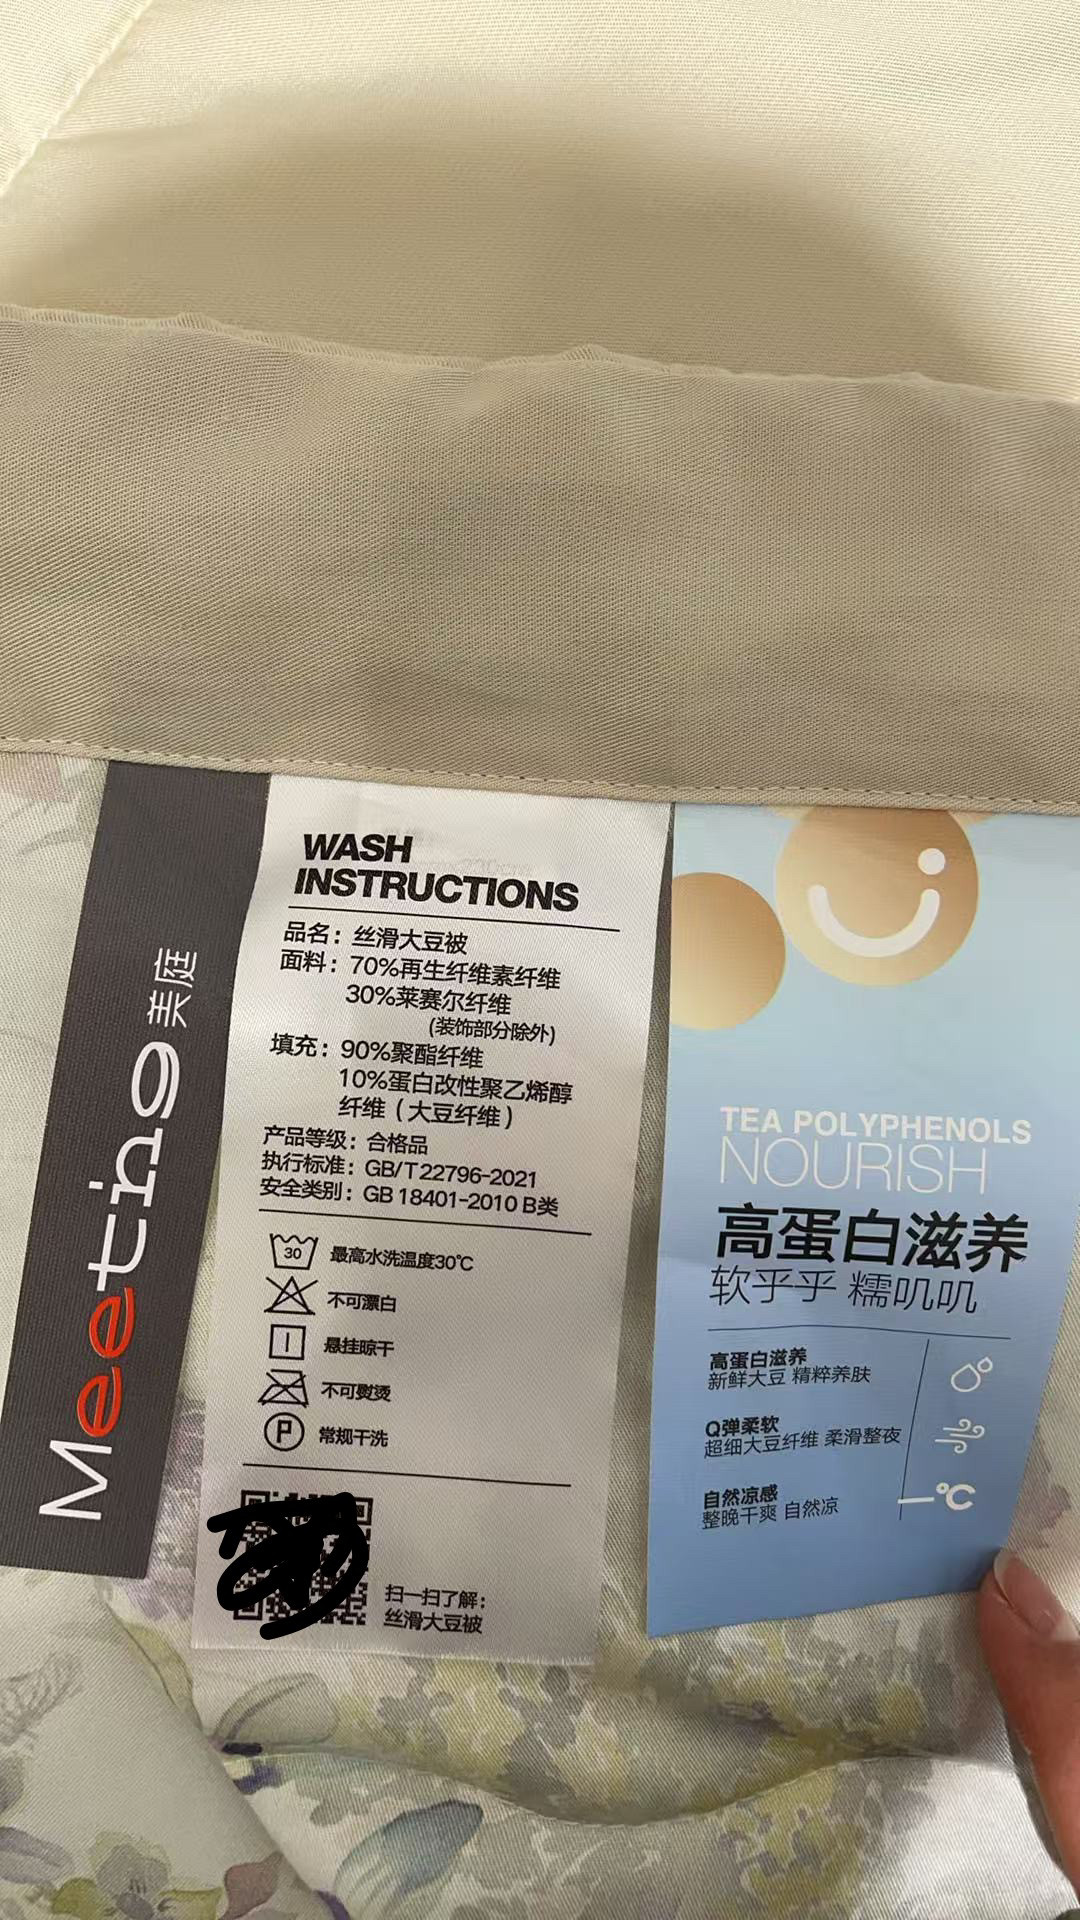 Meeting 美庭
WASH
INSTRUCTIONS
品名：丝滑大豆被
面料：70%再生纤维素纤维
30%莱赛尔纤维
(装饰部分除外)
填充：90%聚酯纤维
10%蛋白改性聚乙烯醇
纤维（大豆纤维）
产品等级：合格品
执行标准：GB/T22796-2021
安全类别：GB 18401-2010 B类
30 最高水洗温度30℃
不可漂白
悬挂晾干
不可熨烫
P 常规干洗
扫一扫了解：
丝滑大豆被
TEA POLYPHENOLS
NOURISH
高蛋白滋养
软乎乎 糯叽叽
高蛋白滋养
新鲜大豆 精粹养肤
Q弹柔软
超细大豆纤维 柔滑整夜
自然凉感
整晚干爽 自然凉
—℃